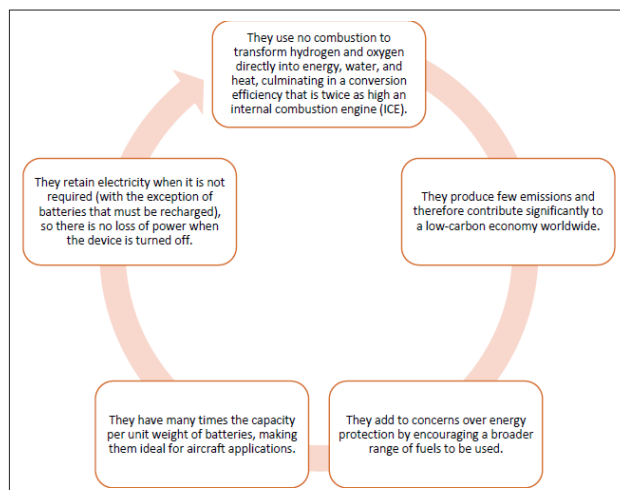 They use no combustion to
transform hydrogen and oxygen
directly into energy, water, and
heat, culminating in a conversion
efficiency that is twice as high an
internal combustion engine (ICE).
They produce few emissions and
therefore contribute significantly to
a low-carbon economy worldwide.
They add to concerns over energy
protection by encouraging a broader
range of fuels to be used.
They have many times the capacity
per unit weight of batteries, making
them ideal for aircraft applications.
They retain electricity when it is not
required (with the exception of
batteries that must be recharged),
so there is no loss of power when
the device is turned off.